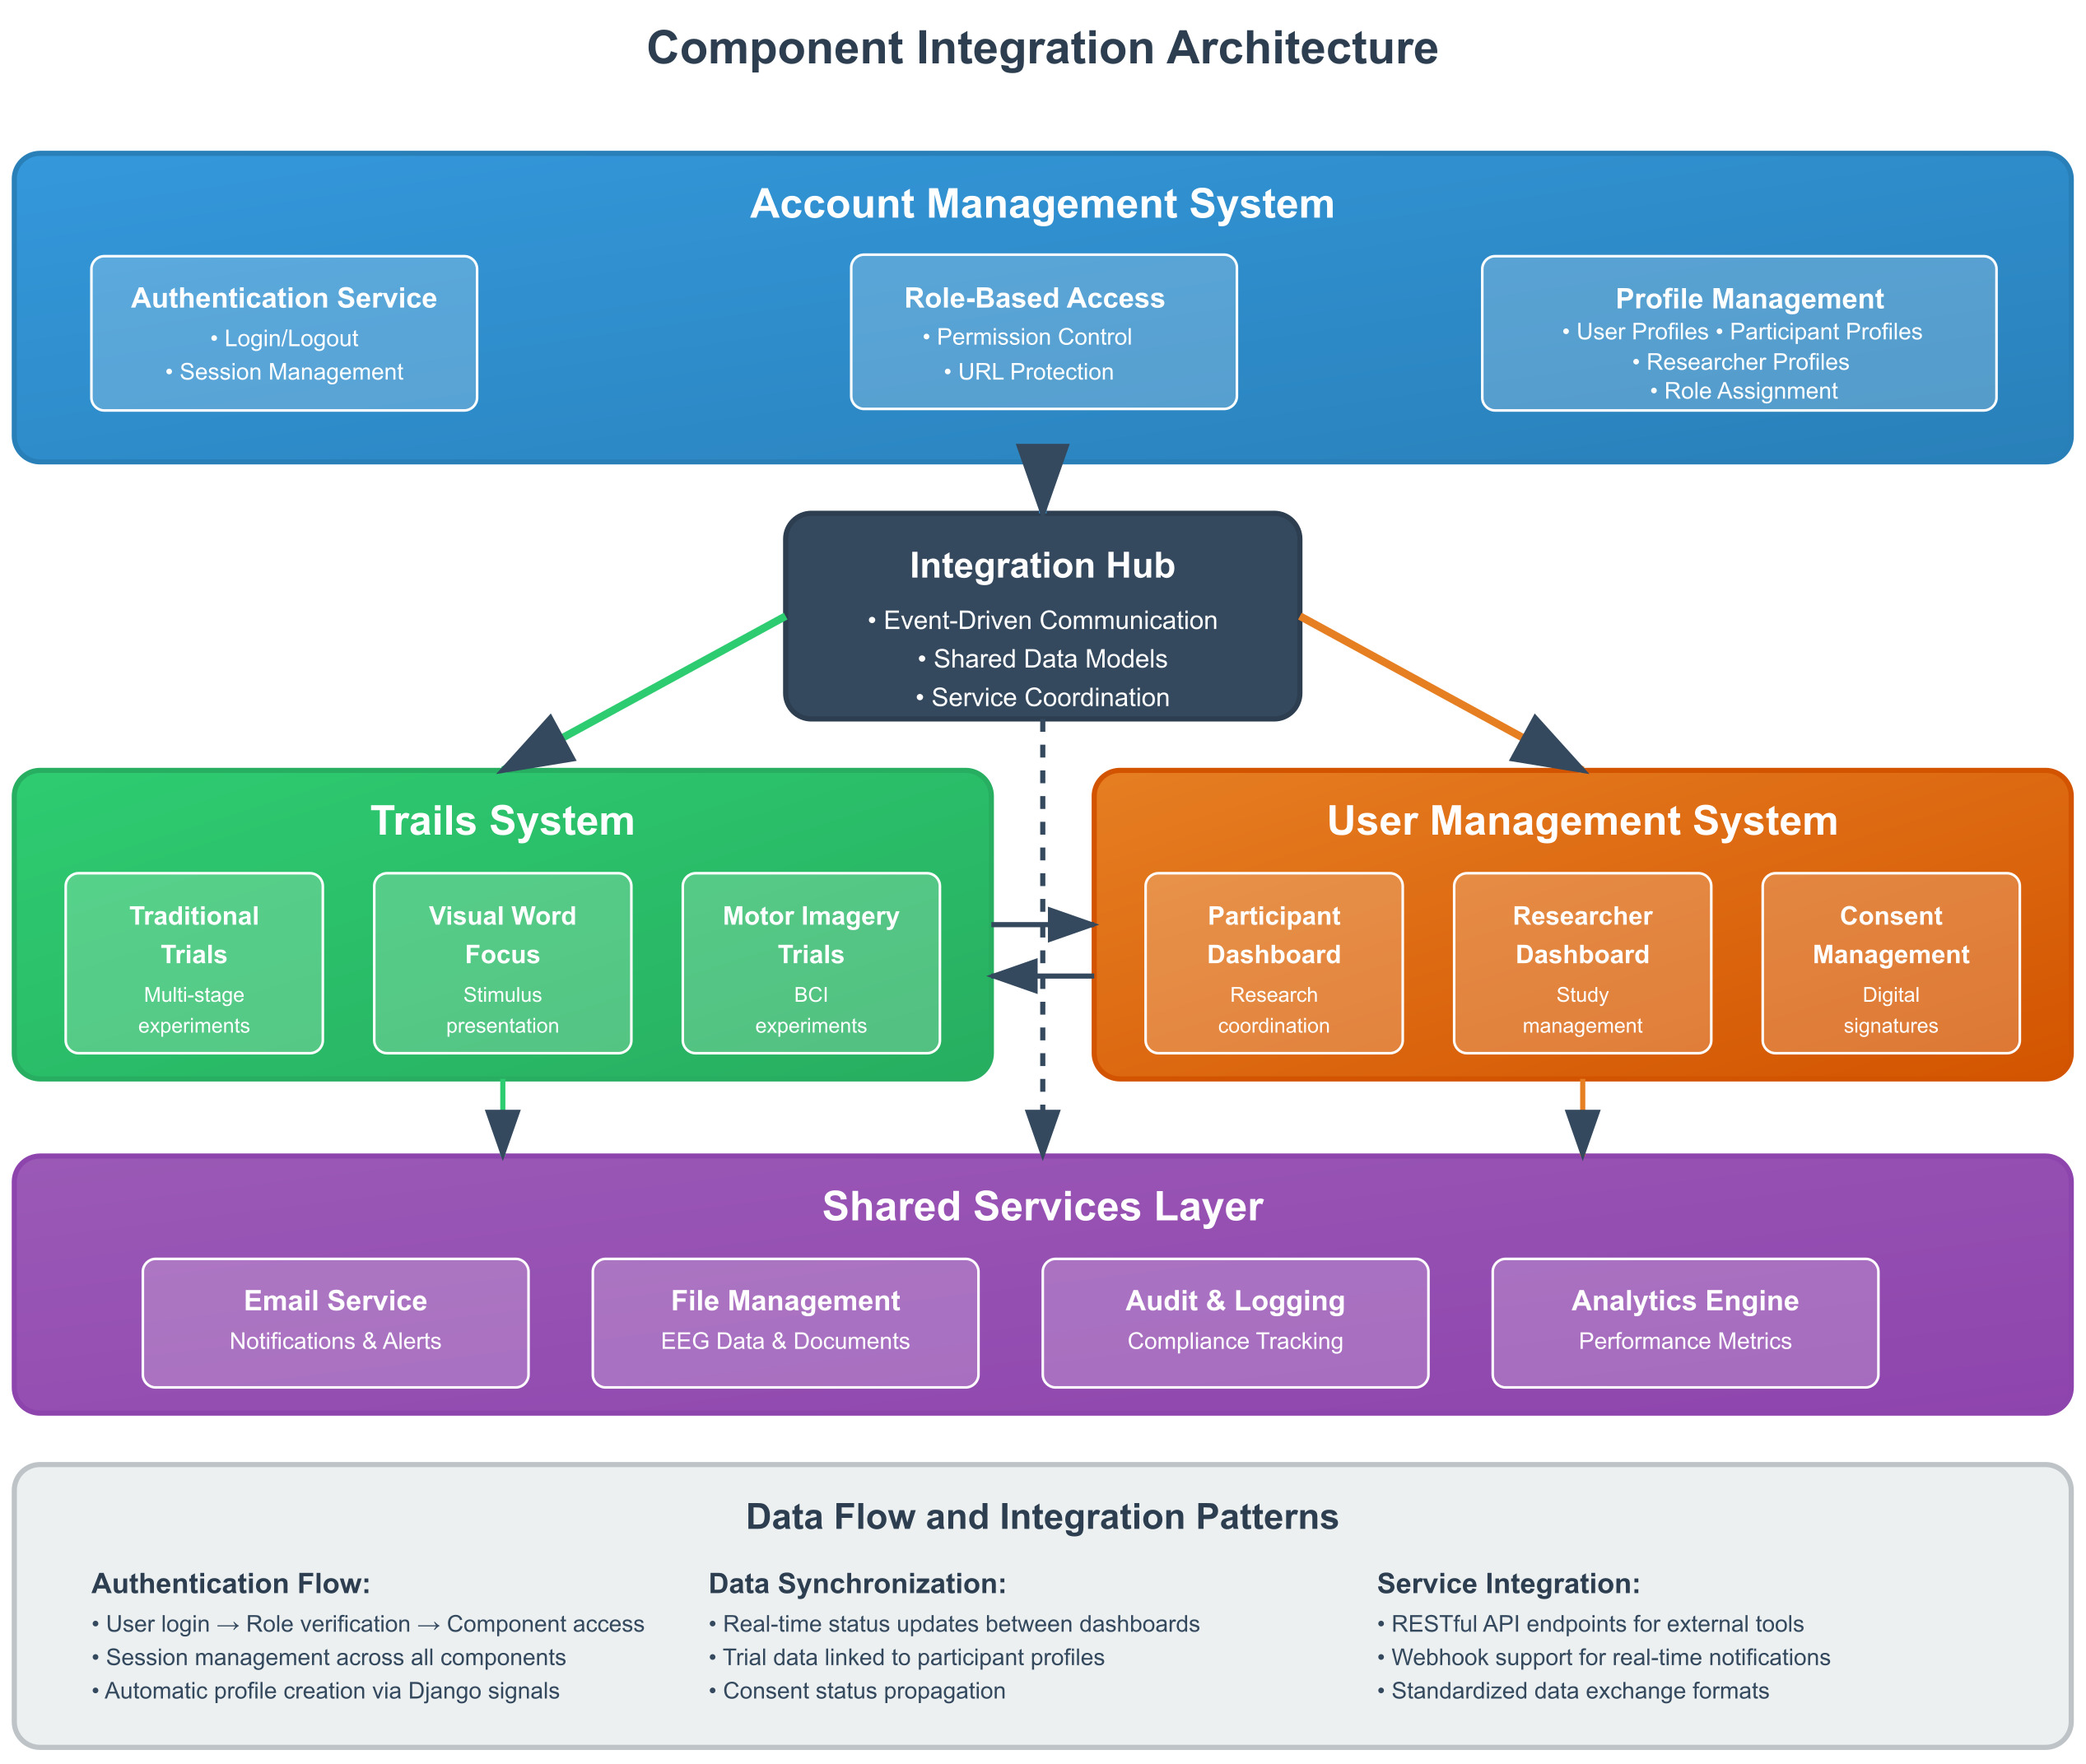 Component Integration Architecture
Account Management System
Authentication Service
• Login/Logout
• Session Management
Role-Based Access
• Permission Control
• URL Protection
Profile Management
• User Profiles • Participant Profiles
• Researcher Profiles
• Role Assignment
Integration Hub
• Event-Driven Communication
• Shared Data Models
• Service Coordination
Trails System
Traditional
Trials
Multi-stage
experiments
Visual Word
Focus
Stimulus
presentation
Motor Imagery
Trials
BCI
experiments
User Management System
Participant
Dashboard
Research
coordination
Researcher
Dashboard
Study
management
Consent
Management
Digital
signatures
Shared Services Layer
Email Service
Notifications & Alerts
File Management
EEG Data & Documents
Audit & Logging
Compliance Tracking
Analytics Engine
Performance Metrics
Data Flow and Integration Patterns
Authentication Flow:
• User login → Role verification → Component access
• Session management across all components
• Automatic profile creation via Django signals
Data Synchronization:
• Real-time status updates between dashboards
• Trial data linked to participant profiles
• Consent status propagation
Service Integration:
• RESTful API endpoints for external tools
• Webhook support for real-time notifications
• Standardized data exchange formats